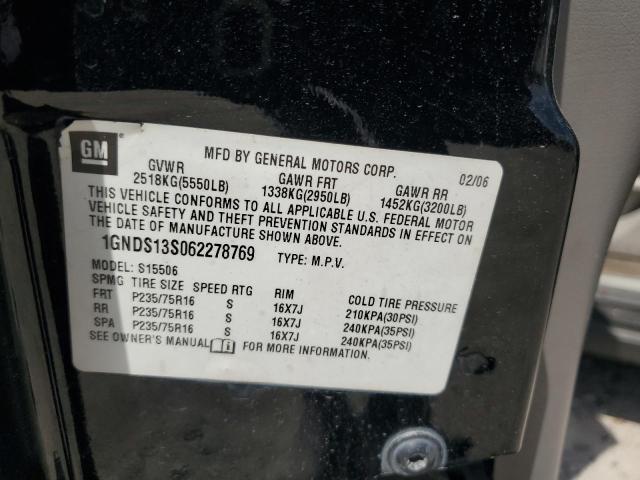 GM
MFD BY GENERAL MOTORS CORP. 02/06
GVWR GAWR FRT GAWR RR
2518KG(5550LB) 1338KG(2950LB) 1452KG(3200LB)
THIS VEHICLE CONFORMS TO ALL APPLICABLE U.S. FEDERAL MOTOR
VEHICLE SAFETY AND THEFT PREVENTION STANDARDS IN EFFECT ON
THE DATE OF MANUFACTURE SHOWN ABOVE.
1GNDS13S062278769 TYPE: M.P.V.
MODEL: S15506
SPMG TIRE SIZE SPEED RTG RIM COLD TIRE PRESSURE
FRT P235/75R16 S 16X7J 210KPA(30PSI)
RR P235/75R16 S 16X7J 240KPA(35PSI)
SPA P235/75R16 S 16X7J 240KPA(35PSI)
SEE OWNER'S MANUAL FOR MORE INFORMATION.